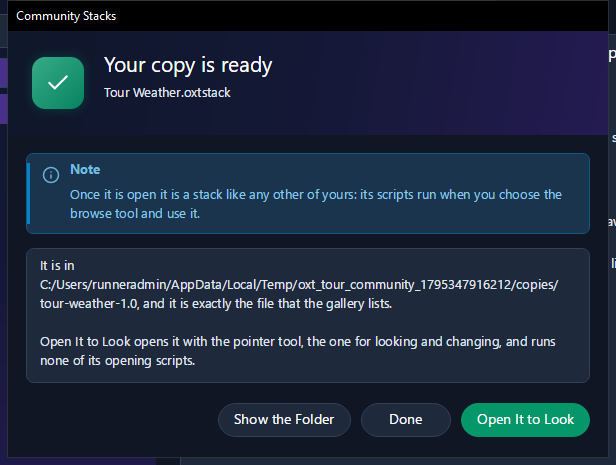 Community Stacks
Your copy is ready
Tour Weather.oxtstack
Note
Once it is open it is a stack like any other of yours: its scripts run when you choose the
browse tool and use it.
It is in
C:/Users/runneradmin/AppData/Local/Temp/oxt_tour_community_1795347916212/copies/
tour-weather-1.0, and it is exactly the file that the gallery lists.
Open It to Look opens it with the pointer tool, the one for looking and changing, and runs
none of its opening scripts.
Show the Folder
Done
Open It to Look